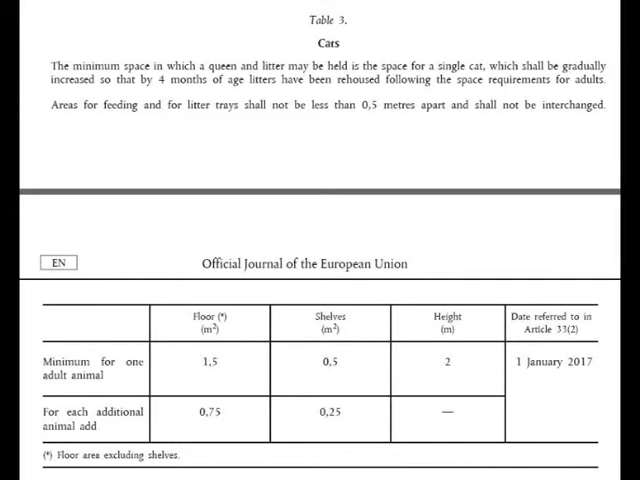 Table 3.
Cats
The minimum space in which a queen and litter may be held is the space for a single cat, which shall be gradually
increased so that by 4 months of age litters have been rehoused following the space requirements for adults.
Areas for feeding and for litter trays shall not be less than 0,5 metres apart and shall not be interchanged.
EN
Official Journal of the European Union
Floor (*) Shelves Height Date referred to in
(m²) (m²) (m) Article 33(2)
Minimum for one 1,5 0,5 2 1 January 2017
adult animal
For each additional 0,75 0,25 —
animal add
(*) Floor area excluding shelves.